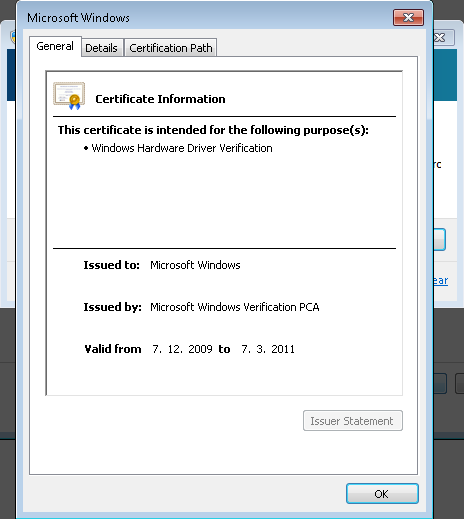 Microsoft Windows
General
Details
Certification Path
Certificate Information
This certificate is intended for the following purpose(s):
• Windows Hardware Driver Verification
rc
Issued to: Microsoft Windows
ear
Issued by: Microsoft Windows Verification PCA
Valid from 7. 12. 2009 to 7. 3. 2011
Issuer Statement
OK